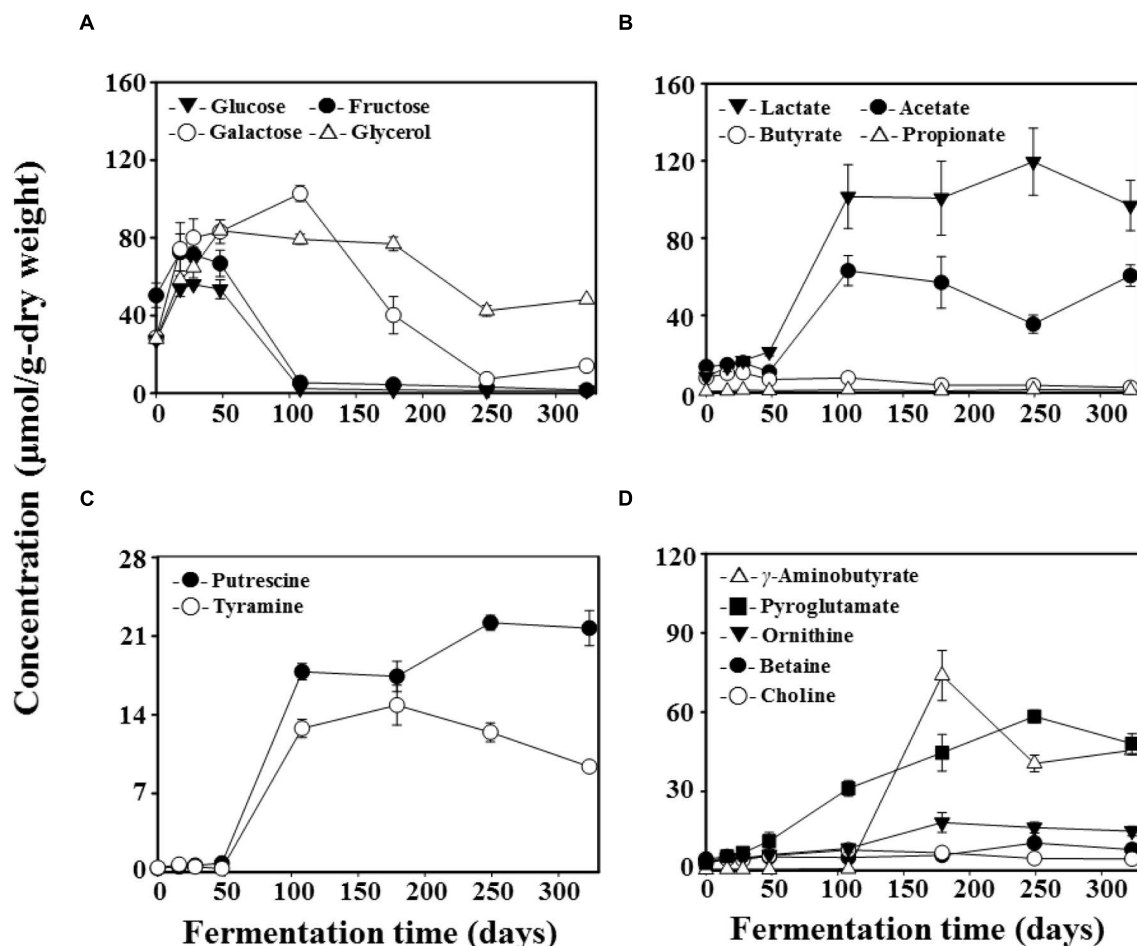 A
160
120
80
40
0
-▼- Glucose -●- Fructose
-○- Galactose -△- Glycerol
0 50 100 150 200 250 300
B
160
120
80
40
0
-▼- Lactate -●- Acetate
-○- Butyrate -△- Propionate
0 50 100 150 200 250 300
Concentration (μmol/g-dry weight)
C
28
21
14
7
0
-●- Putrescine
-○- Tyramine
0 50 100 150 200 250 300
Fermentation time (days)
D
120
90
60
30
0
-△- γ-Aminobutyrate
-■- Pyroglutamate
-▼- Ornithine
-●- Betaine
-○- Choline
0 50 100 150 200 250 300
Fermentation time (days)